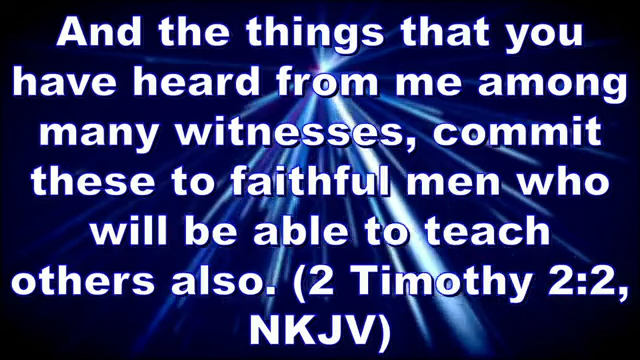 And the things that you
have heard from me among
many witnesses, commit
these to faithful men who
will be able to teach
others also. (2 Timothy 2:2,
NKJV)